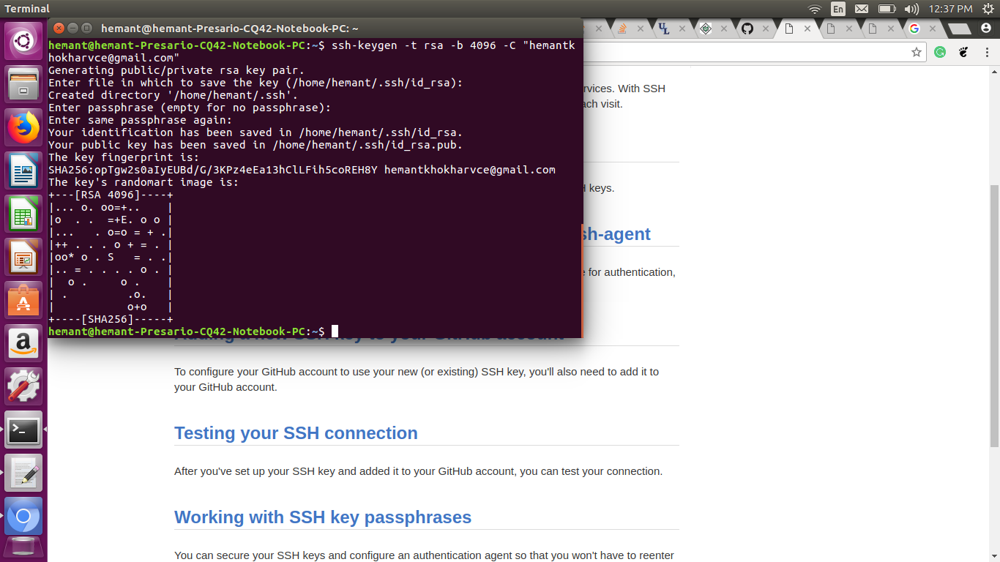 Terminal
En
12:37 PM
hemant@hemant-Presario-CQ42-Notebook-PC: ~
hemant@hemant-Presario-CQ42-Notebook-PC:~$ ssh-keygen -t rsa -b 4096 -C "hemantk
hokharvce@gmail.com"
Generating public/private rsa key pair.
Enter file in which to save the key (/home/hemant/.ssh/id_rsa):
Created directory '/home/hemant/.ssh'.
Enter passphrase (empty for no passphrase):
Enter same passphrase again:
Your identification has been saved in /home/hemant/.ssh/id_rsa.
Your public key has been saved in /home/hemant/.ssh/id_rsa.pub.
The key fingerprint is:
SHA256:opTgw2s0aIyEUBd/G/3KPz4eEa13hClLFih5coREH8Y hemantkhokharvce@gmail.com
The key's randomart image is:
+---[RSA 4096]----+
|... o. oo=+..    |
|o  . .  =+E. o o |
|...   . o=o = + .|
|++ . . . o + = . |
|oo* o . S   = . .|
|.. = . . . . o . |
|  o .     o .    |
| .         .o.   |
|           o+o   |
+----[SHA256]-----+
hemant@hemant-Presario-CQ42-Notebook-PC:~$
UL
rvices. With SSH
ach visit.
keys.
sh-agent
for authentication,
Adding a new SSH key to your GitHub account
To configure your GitHub account to use your new (or existing) SSH key, you'll also need to add it to
your GitHub account.
Testing your SSH connection
After you've set up your SSH key and added it to your GitHub account, you can test your connection.
Working with SSH key passphrases
You can secure your SSH keys and configure an authentication agent so that you won't have to reenter